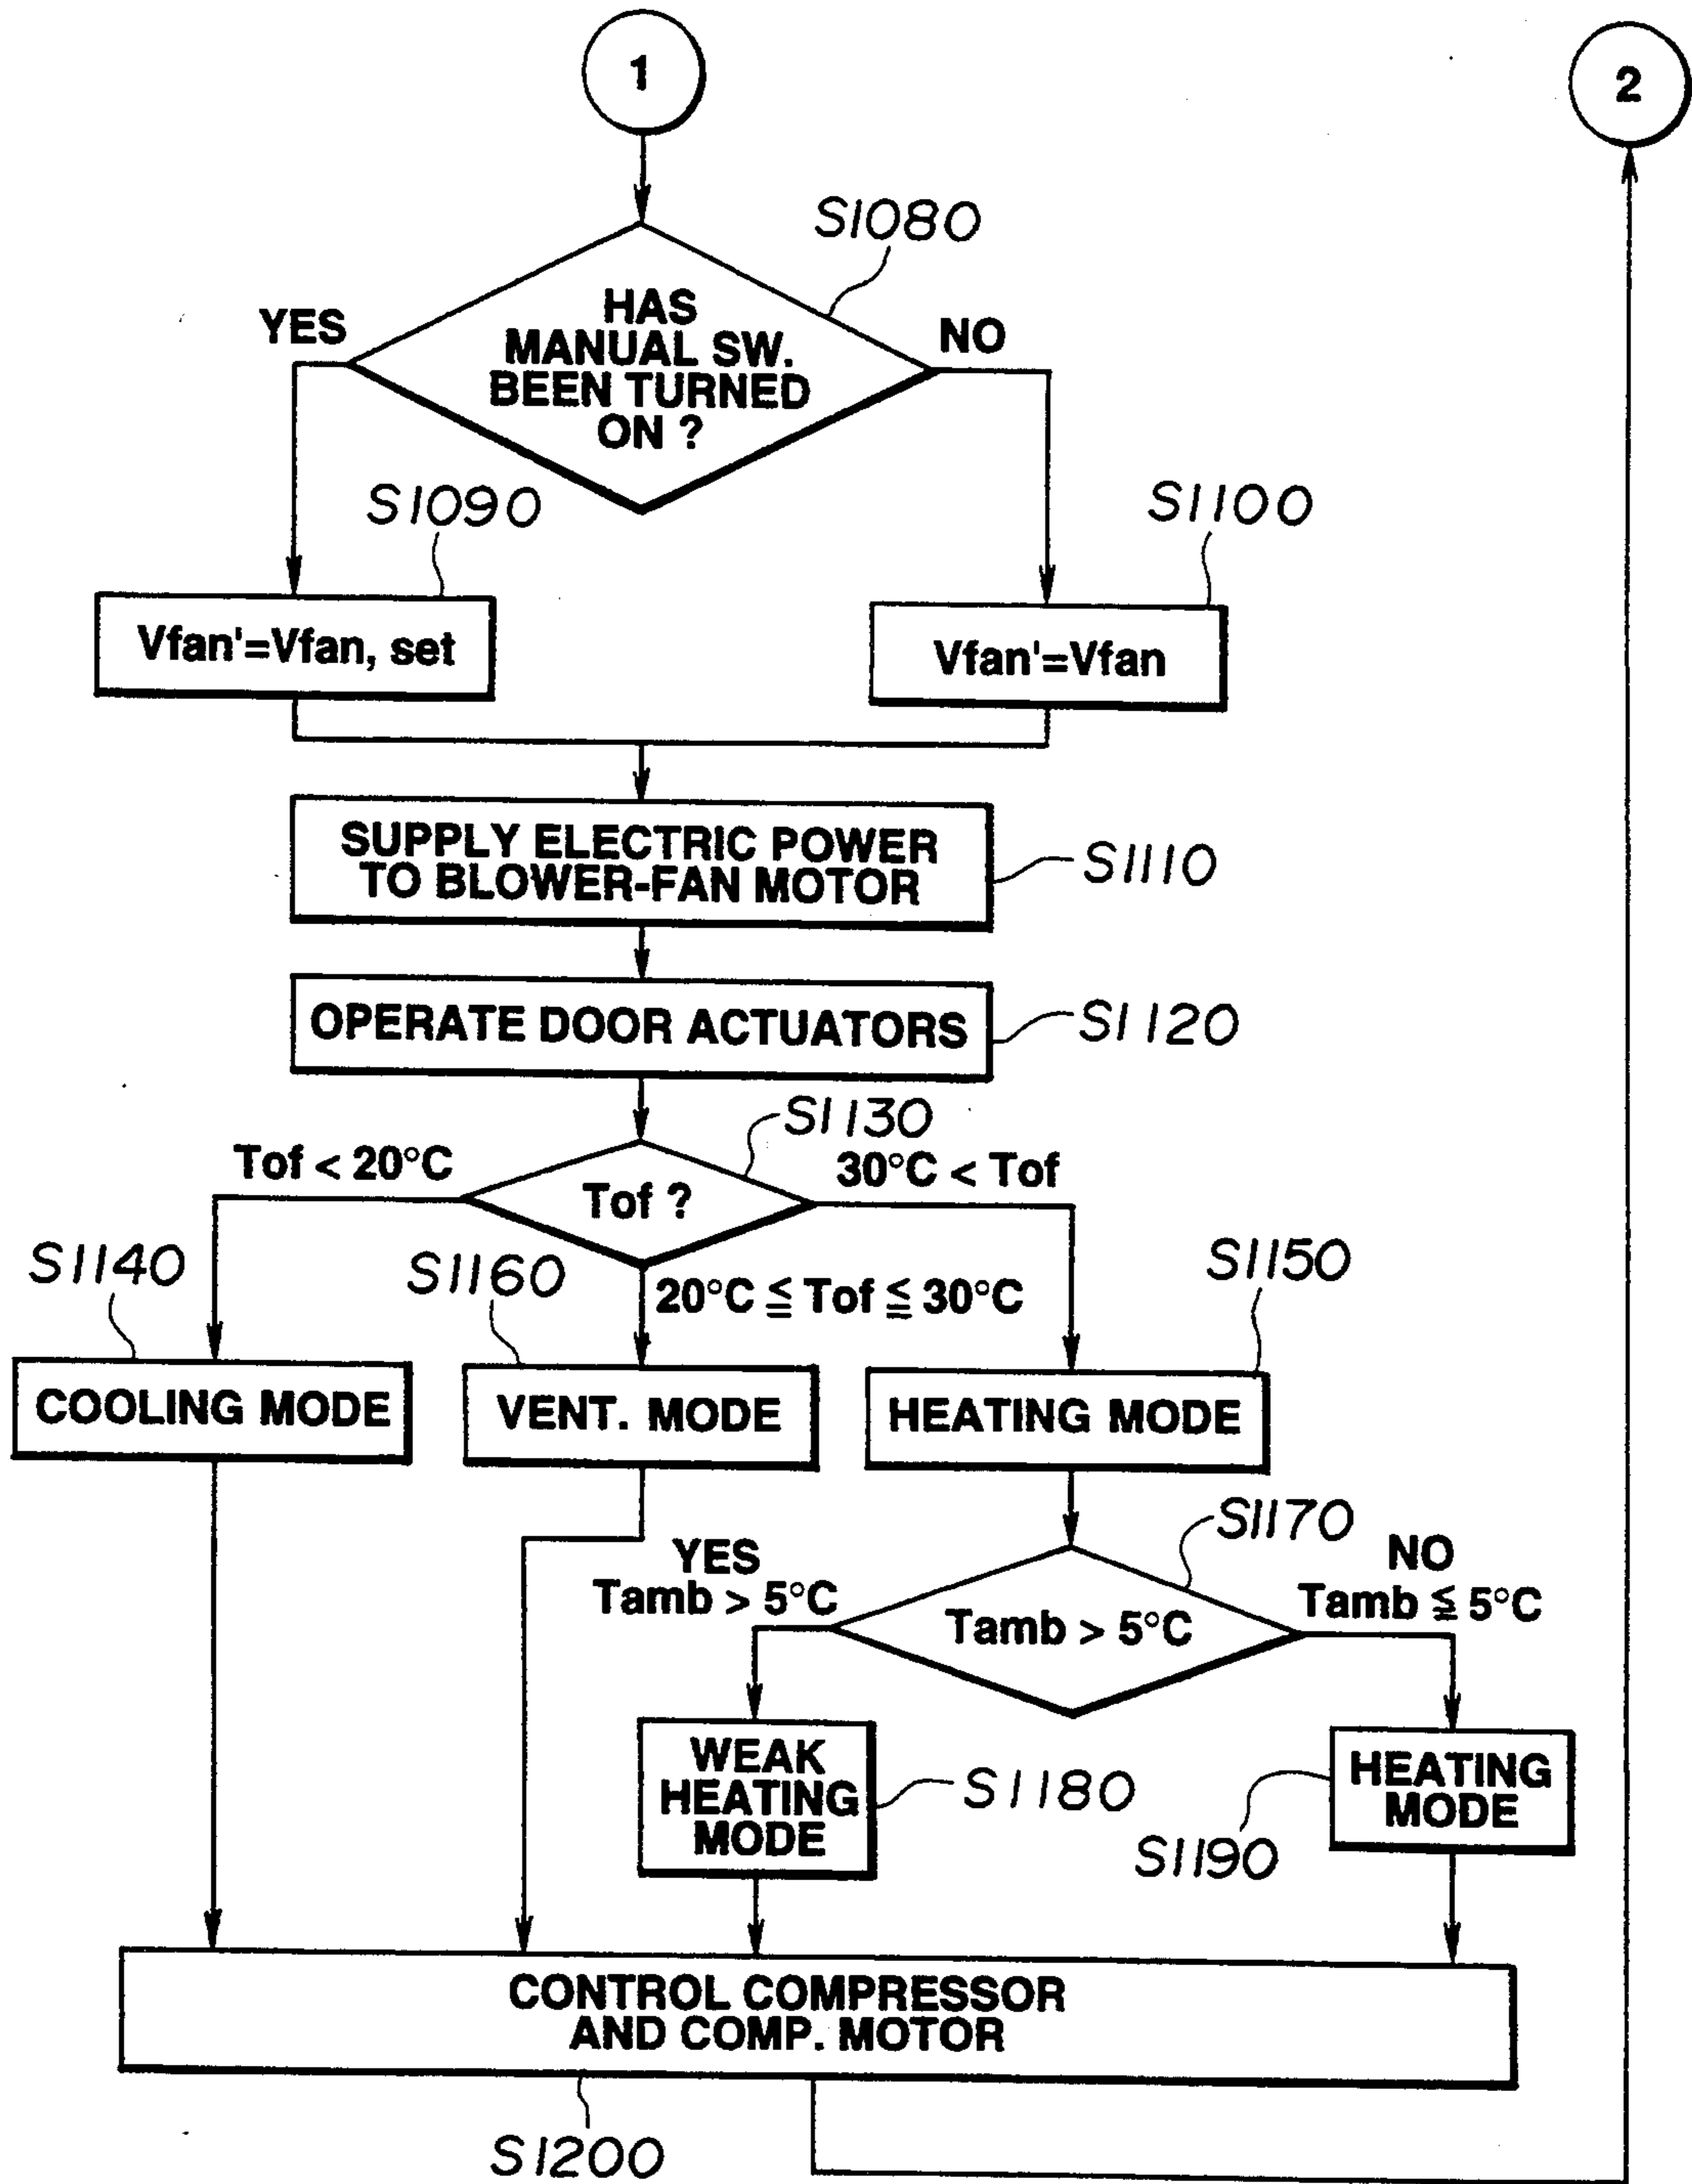 1
2
S1080
YES
HAS
MANUAL SW.
BEEN TURNED
ON ?
NO
S1090
S1100
Vfan'=Vfan, set
Vfan'=Vfan
SUPPLY ELECTRIC POWER
TO BLOWER-FAN MOTOR
S1110
OPERATE DOOR ACTUATORS
S1120
S1130
Tof < 20°C
Tof ?
30°C < Tof
S1140
S1160
20°C ≦ Tof ≦ 30°C
S1150
COOLING MODE
VENT. MODE
HEATING MODE
S1170
YES
Tamb > 5°C
Tamb > 5°C
NO
Tamb ≦ 5°C
WEAK
HEATING
MODE
S1180
HEATING
MODE
S1190
CONTROL COMPRESSOR
AND COMP. MOTOR
S1200